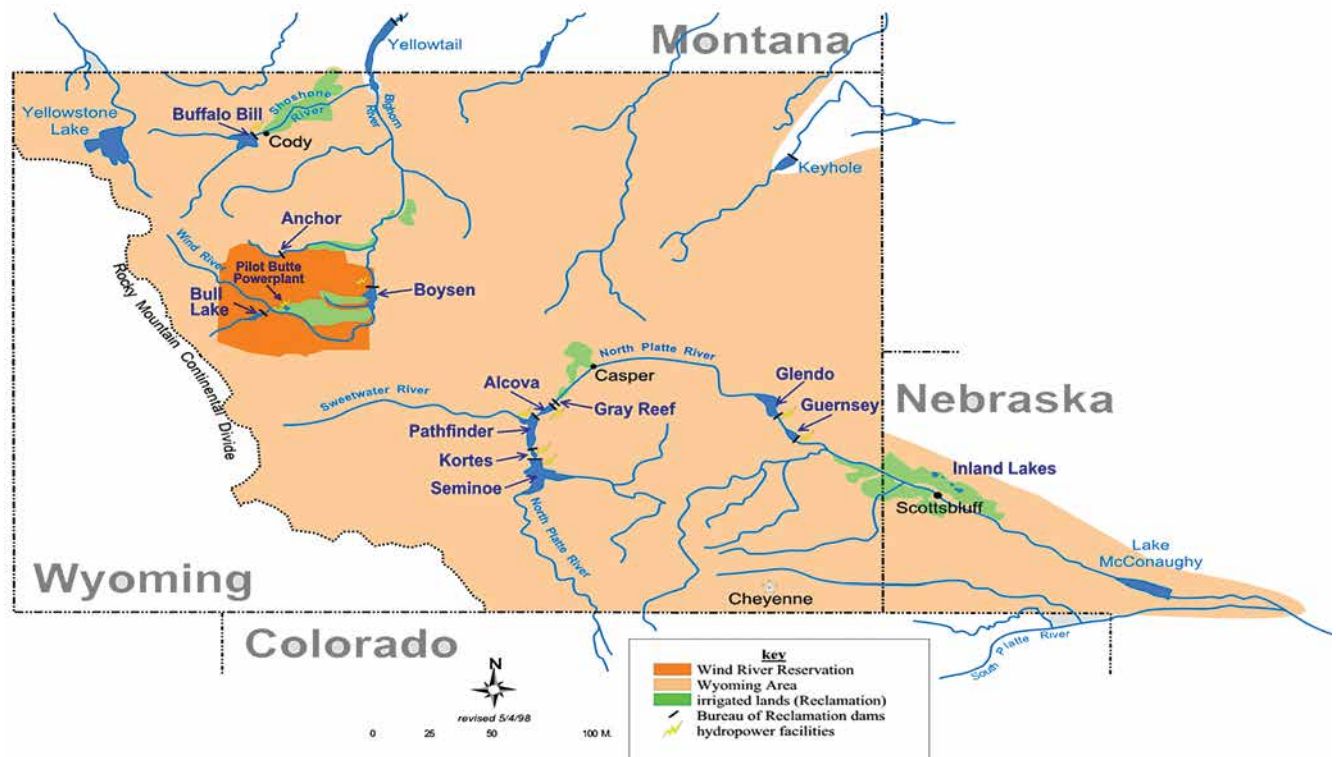 Montana
Yellowtail
Yellowstone
Lake
Buffalo Bill
Shoshone
River
Bighorn
River
Cody
Keyhole
Anchor
Wind River
Pilot Butte
Powerplant
Bull
Lake
Boysen
Rocky Mountain Continental Divide
North Platte River
Casper
Sweetwater River
Alcova
Gray Reef
Pathfinder
Kortes
Seminoe
North Platte River
Glendo
Guernsey
Nebraska
Inland Lakes
Scottsbluff
Lake
McConaughy
Wyoming
Cheyenne
Colorado
South Platte River
N
revised 5/4/98
0 25 50 100 M.
key
Wind River Reservation
Wyoming Area
irrigated lands (Reclamation)
Bureau of Reclamation dams
hydropower facilities